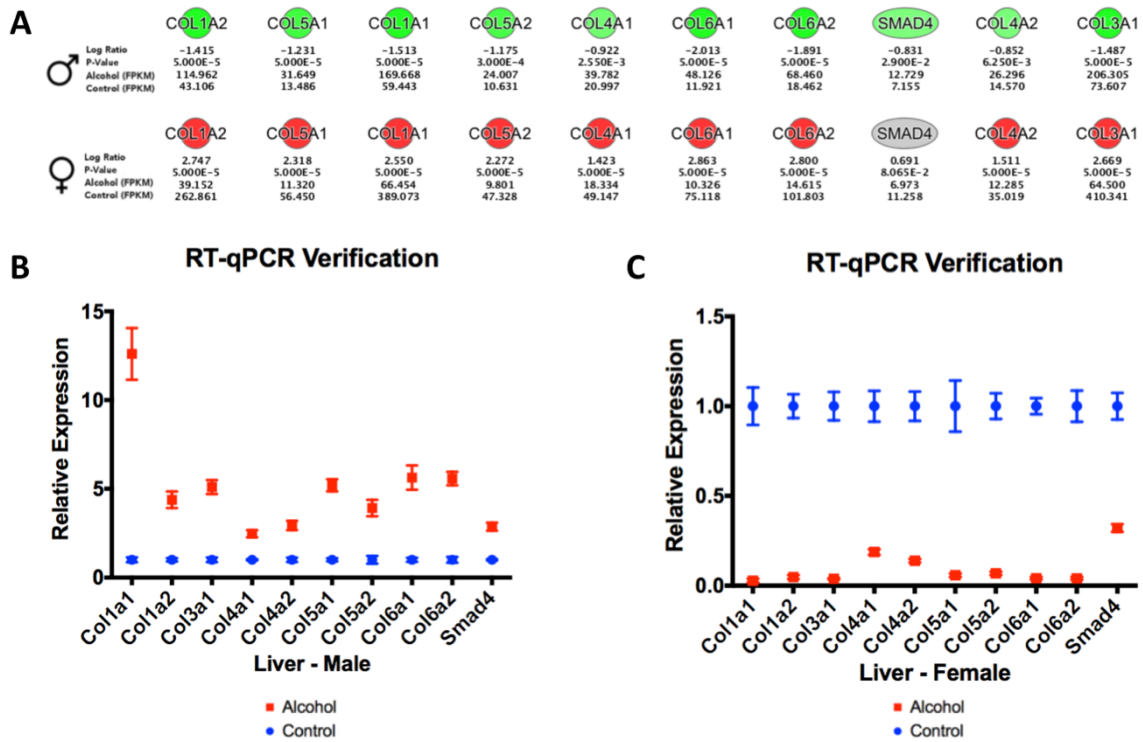 A
COL1A2 COL5A1 COL1A1 COL5A2 COL4A1 COL6A1 COL6A2 SMAD4 COL4A2 COL3A1
Log Ratio −1.415 −1.231 −1.513 −1.175 −0.922 −2.013 −1.891 −0.831 −0.852 −1.487
P-Value 5.000E-5 5.000E-5 5.000E-5 3.000E-4 2.550E-3 5.000E-5 5.000E-5 2.900E-2 6.250E-3 5.000E-5
Alcohol (FPKM) 114.962 31.649 169.668 24.007 39.782 48.126 68.460 12.729 26.296 206.305
Control (FPKM) 43.106 13.486 59.443 10.631 20.997 11.921 18.462 7.155 14.570 73.607
COL1A2 COL5A1 COL1A1 COL5A2 COL4A1 COL6A1 COL6A2 SMAD4 COL4A2 COL3A1
Log Ratio 2.747 2.318 2.550 2.272 1.423 2.863 2.800 0.691 1.511 2.669
P-Value 5.000E-5 5.000E-5 5.000E-5 5.000E-5 5.000E-5 5.000E-5 5.000E-5 8.065E-2 5.000E-5 5.000E-5
Alcohol (FPKM) 39.152 11.320 66.454 9.801 18.334 10.326 14.615 6.973 12.285 64.500
Control (FPKM) 262.861 56.450 389.073 47.328 49.147 75.118 101.803 11.258 35.019 410.341
B
RT-qPCR Verification
Relative Expression
15
10
5
0
Col1a1 Col1a2 Col3a1 Col4a1 Col4a2 Col5a1 Col5a2 Col6a1 Col6a2 Smad4
Liver - Male
Alcohol
Control
C
RT-qPCR Verification
Relative Expression
1.5
1.0
0.5
0.0
Col1a1 Col1a2 Col3a1 Col4a1 Col4a2 Col5a1 Col5a2 Col6a1 Col6a2 Smad4
Liver - Female
Alcohol
Control